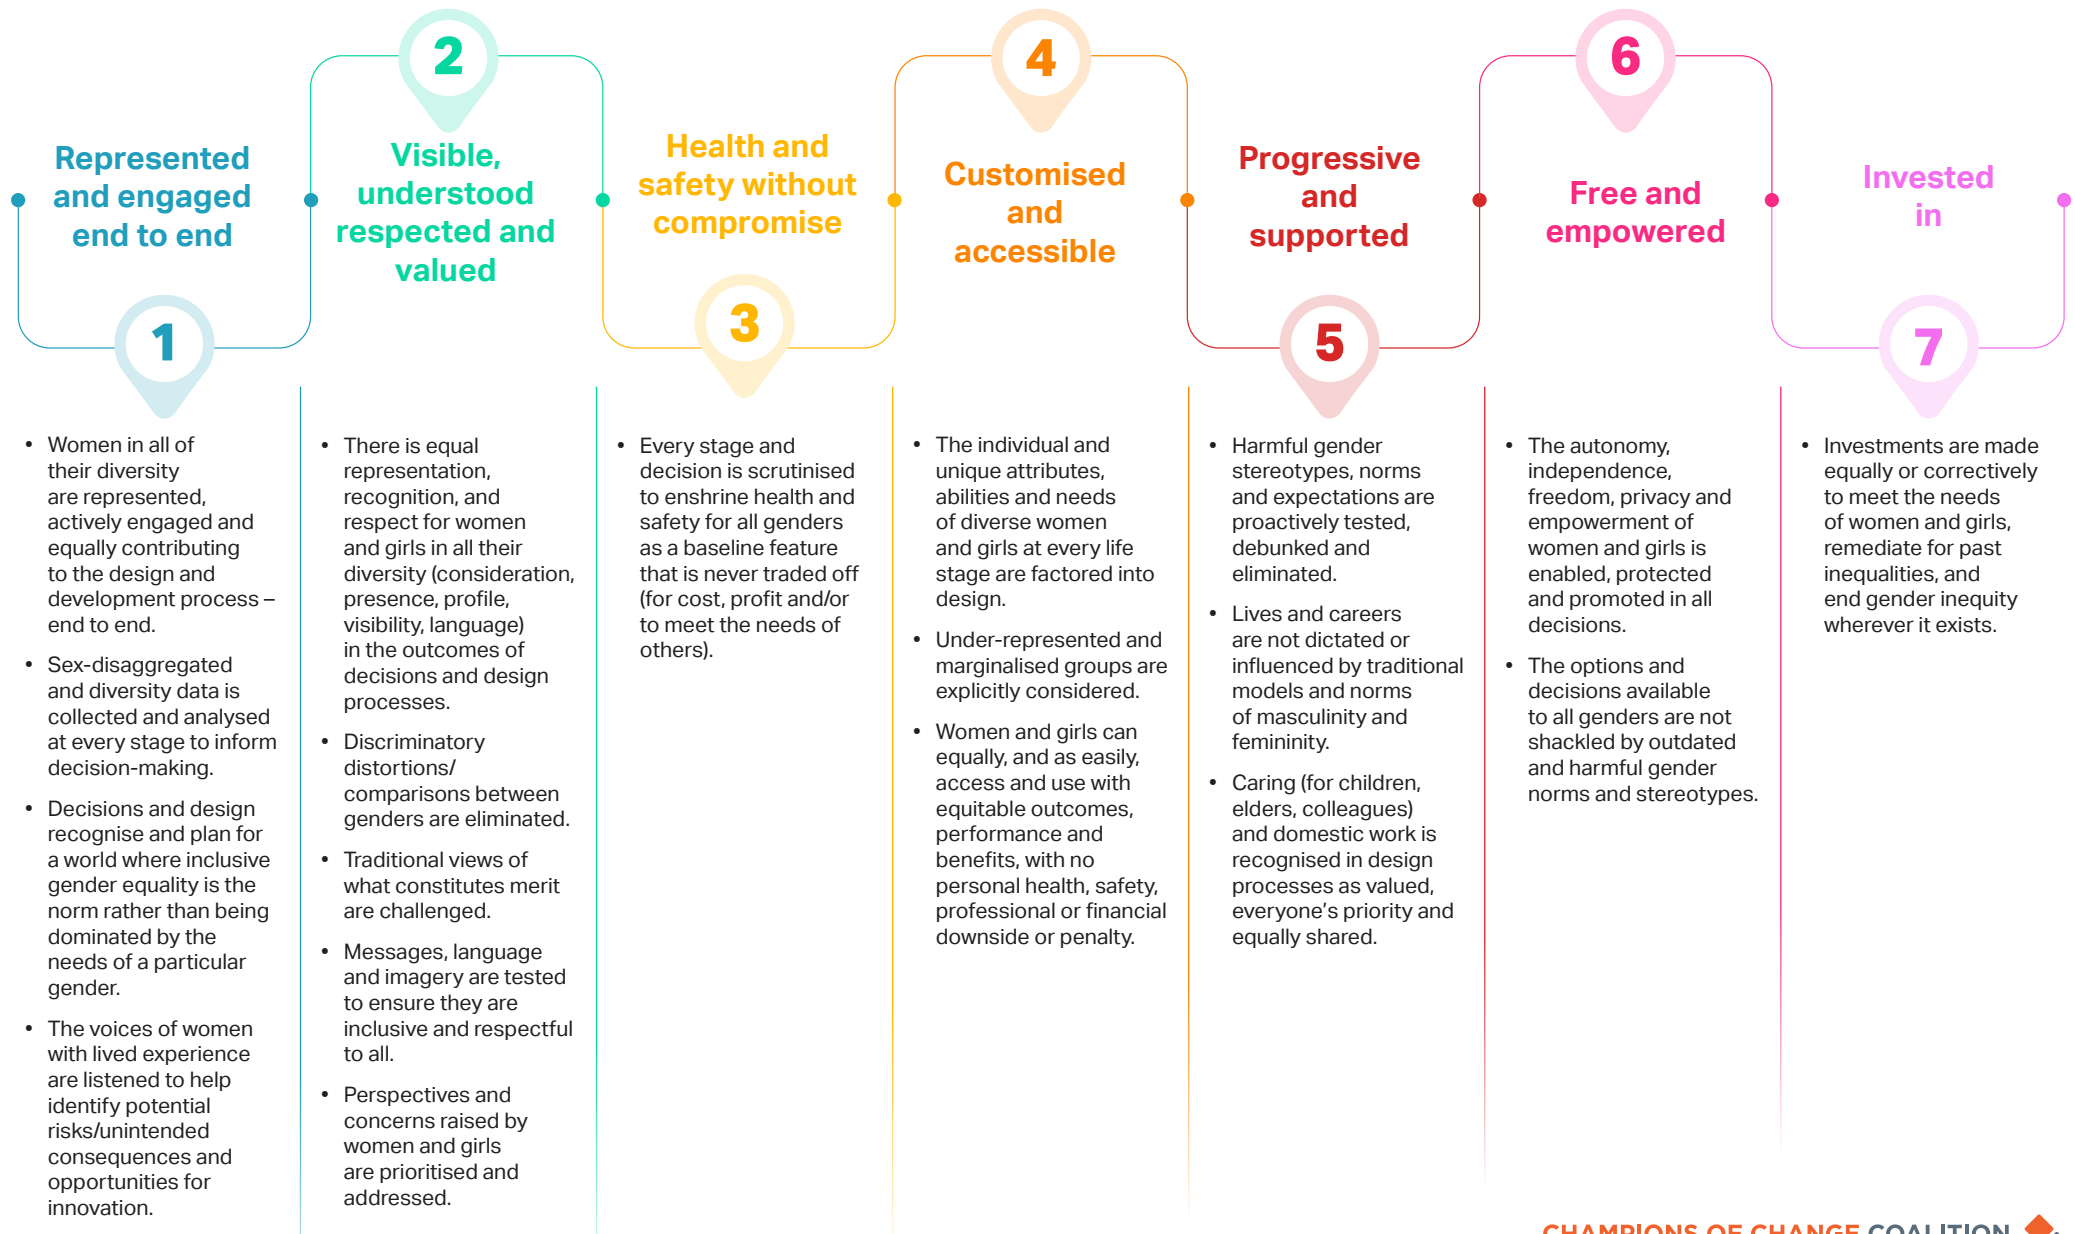 1
Represented
and engaged
end to end
• Women in all of
their diversity
are represented,
actively engaged and
equally contributing
to the design and
development process –
end to end.
• Sex-disaggregated
and diversity data is
collected and analysed
at every stage to inform
decision-making.
• Decisions and design
recognise and plan for
a world where inclusive
gender equality is the
norm rather than being
dominated by the
needs of a particular
gender.
• The voices of women
with lived experience
are listened to help
identify potential
risks/unintended
consequences and
opportunities for
innovation.
2
Visible,
understood
respected and
valued
• There is equal
representation,
recognition, and
respect for women
and girls in all their
diversity (consideration,
presence, profile,
visibility, language)
in the outcomes of
decisions and design
processes.
• Discriminatory
distortions/
comparisons between
genders are eliminated.
• Traditional views of
what constitutes merit
are challenged.
• Messages, language
and imagery are tested
to ensure they are
inclusive and respectful
to all.
• Perspectives and
concerns raised by
women and girls
are prioritised and
addressed.
Health and
safety without
compromise
3
• Every stage and
decision is scrutinised
to enshrine health and
safety for all genders
as a baseline feature
that is never traded off
(for cost, profit and/or
to meet the needs of
others).
4
Customised
and
accessible
• The individual and
unique attributes,
abilities and needs
of diverse women
and girls at every life
stage are factored into
design.
• Under-represented and
marginalised groups are
explicitly considered.
• Women and girls can
equally, and as easily,
access and use with
equitable outcomes,
performance and
benefits, with no
personal health, safety,
professional or financial
downside or penalty.
Progressive
and
supported
5
• Harmful gender
stereotypes, norms
and expectations are
proactively tested,
debunked and
eliminated.
• Lives and careers
are not dictated or
influenced by traditional
models and norms
of masculinity and
femininity.
• Caring (for children,
elders, colleagues)
and domestic work is
recognised in design
processes as valued,
everyone's priority and
equally shared.
6
Free and
empowered
• The autonomy,
independence,
freedom, privacy and
empowerment of
women and girls is
enabled, protected
and promoted in all
decisions.
• The options and
decisions available
to all genders are not
shackled by outdated
and harmful gender
norms and stereotypes.
Invested
in
7
• Investments are made
equally or correctively
to meet the needs
of women and girls,
remediate for past
inequalities, and
end gender inequity
wherever it exists.
CHAMPIONS OF CHANGE COALITION